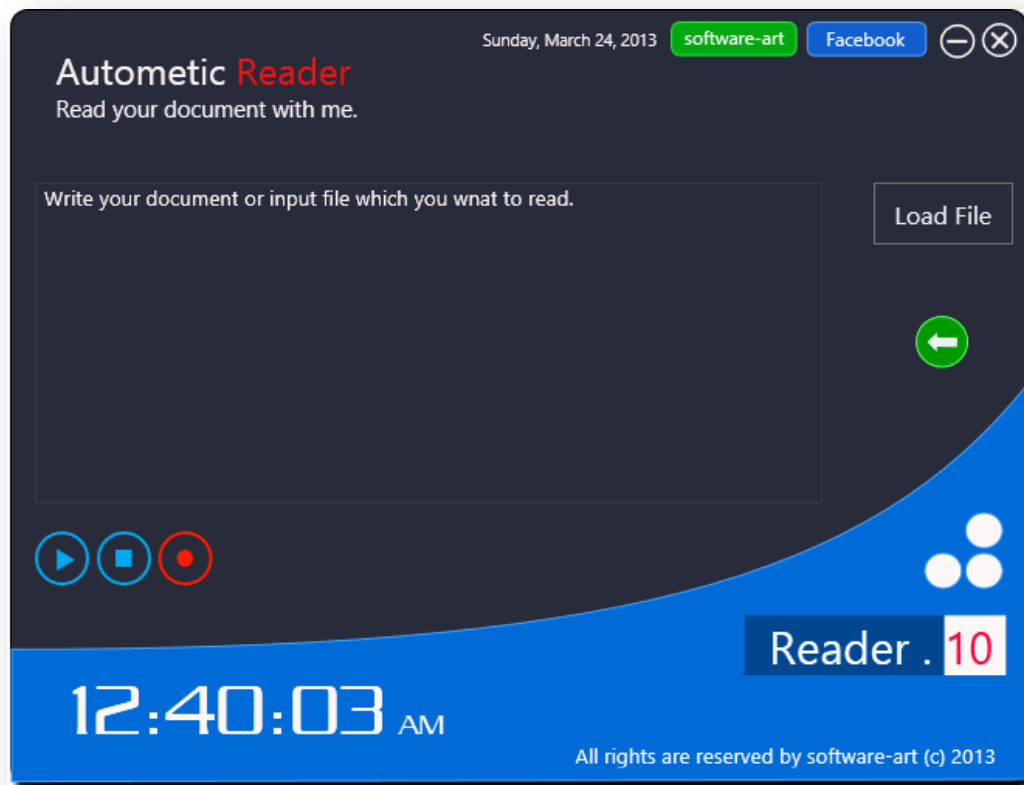 Sunday, March 24, 2013 software-art Facebook
Autometic Reader
Read your document with me.
Write your document or input file which you wnat to read.
Load File
Reader . 10
12:40:03 AM
All rights are reserved by software-art (c) 2013